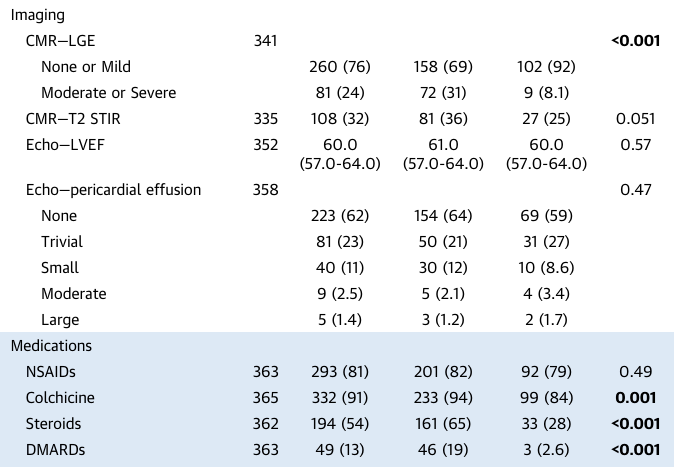 Imaging
CMR—LGE 341 <0.001
None or Mild 260 (76) 158 (69) 102 (92)
Moderate or Severe 81 (24) 72 (31) 9 (8.1)
CMR—T2 STIR 335 108 (32) 81 (36) 27 (25) 0.051
Echo—LVEF 352 60.0 61.0 60.0 0.57
(57.0-64.0) (57.0-64.0) (57.0-64.0)
Echo—pericardial effusion 358 0.47
None 223 (62) 154 (64) 69 (59)
Trivial 81 (23) 50 (21) 31 (27)
Small 40 (11) 30 (12) 10 (8.6)
Moderate 9 (2.5) 5 (2.1) 4 (3.4)
Large 5 (1.4) 3 (1.2) 2 (1.7)
Medications
NSAIDs 363 293 (81) 201 (82) 92 (79) 0.49
Colchicine 365 332 (91) 233 (94) 99 (84) 0.001
Steroids 362 194 (54) 161 (65) 33 (28) <0.001
DMARDs 363 49 (13) 46 (19) 3 (2.6) <0.001